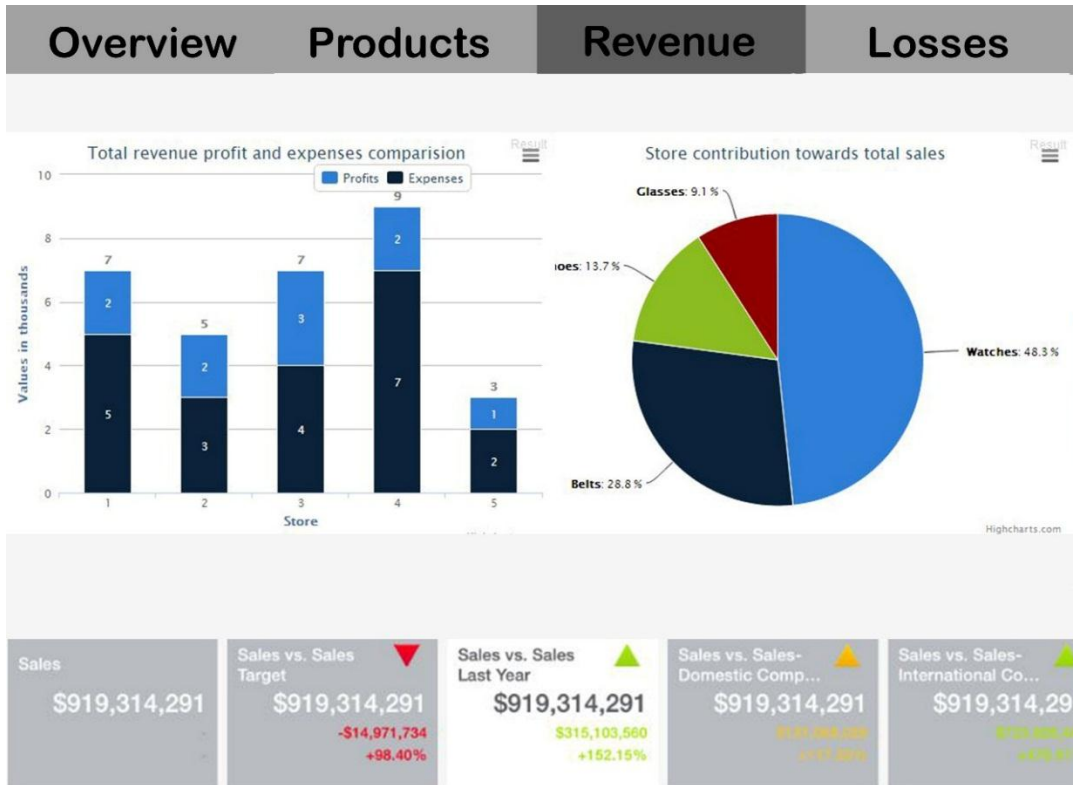 Overview Products Revenue Losses
Result
Total revenue profit and expenses comparision
Profits Expenses
Values in thousands
10
8
6
4
2
0
7
2
5
5
2
3
7
3
4
9
2
7
3
1
2
1 2 3 4 5
Store
Result
Store contribution towards total sales
Glasses: 9.1 %
oes: 13.7 %
Watches: 48.3 %
Belts: 28.8 %
Highcharts.com
Sales
$919,314,291
-
-
Sales vs. Sales
Target
$919,314,291
-$14,971,734
+98.40%
Sales vs. Sales
Last Year
$919,314,291
$315,103,560
+152.15%
Sales vs. Sales-
Domestic Comp...
$919,314,291
Sales vs. Sales-
International Co...
$919,314,29